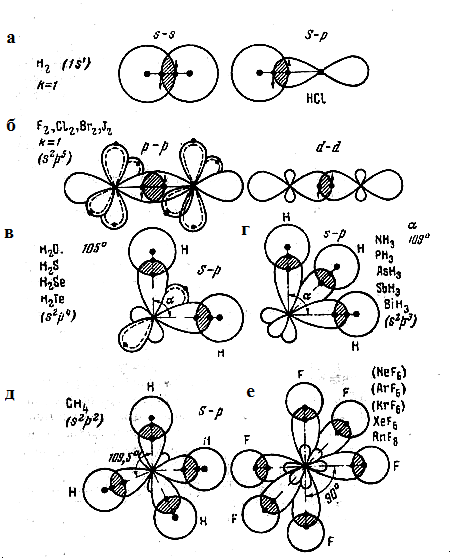 а
s-s
S-p
H₂ (1s¹)
K=1
HCl
б
F₂,Cl₂,Br₂,J₂
K=1
(s²p⁵)
p-p
d-d
в
H₂O. 105°
H₂S
H₂Se
H₂Te
(s²p⁴)
H
S-p
α
H
г
s-p
H
H
α
H
NH₃
PH₃
AsH₃
SbH₃
BiH₃
(s²p³)
α
109°
д
CH₄
(s²p²)
H
s-p
109,5°
H
H
е
F
F
F
F
F
F
90°
(NeF₆)
(ArF₆)
(KrF₆)
XeF₆